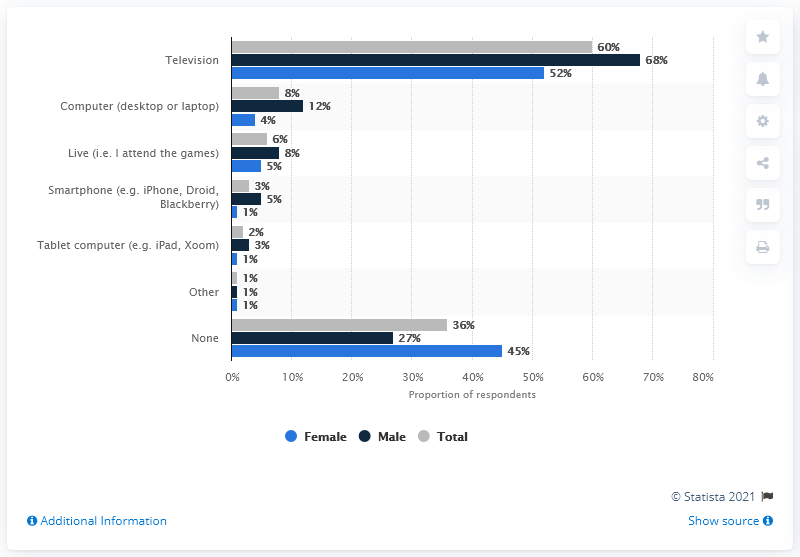 Television
60%
68%
52%
Computer (desktop or laptop)
8%
12%
4%
Live (i.e. I attend the games)
6%
8%
5%
Smartphone (e.g. iPhone, Droid,
Blackberry)
3%
5%
1%
Tablet computer (e.g. iPad, Xoom)
2%
3%
1%
Other
1%
1%
1%
None
36%
27%
45%
0% 10% 20% 30% 40% 50% 60% 70% 80%
Proportion of respondents
Female Male Total
© Statista 2021
Additional Information Show source